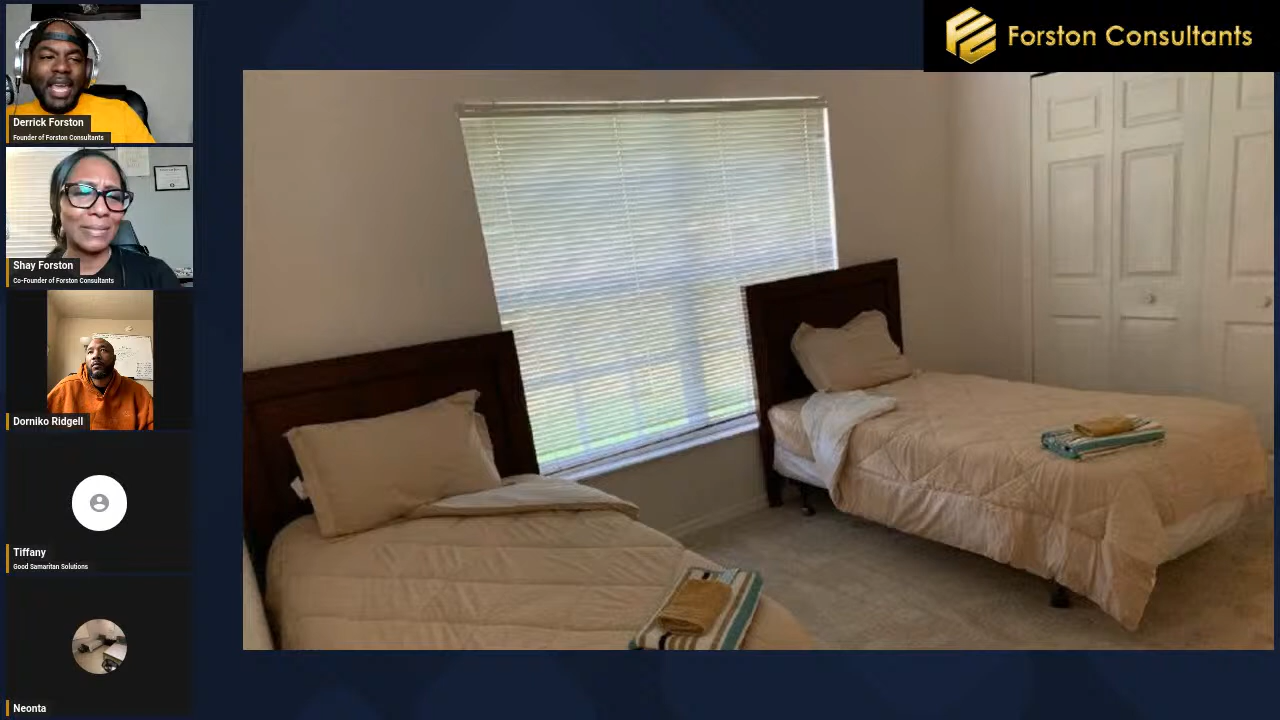 Forston Consultants
Derrick Forston
Founder of Forston Consultants
Shay Forston
Co-Founder of Forston Consultants
Dorniko Ridgell
Tiffany
Good Samaritan Solutions
Neonta